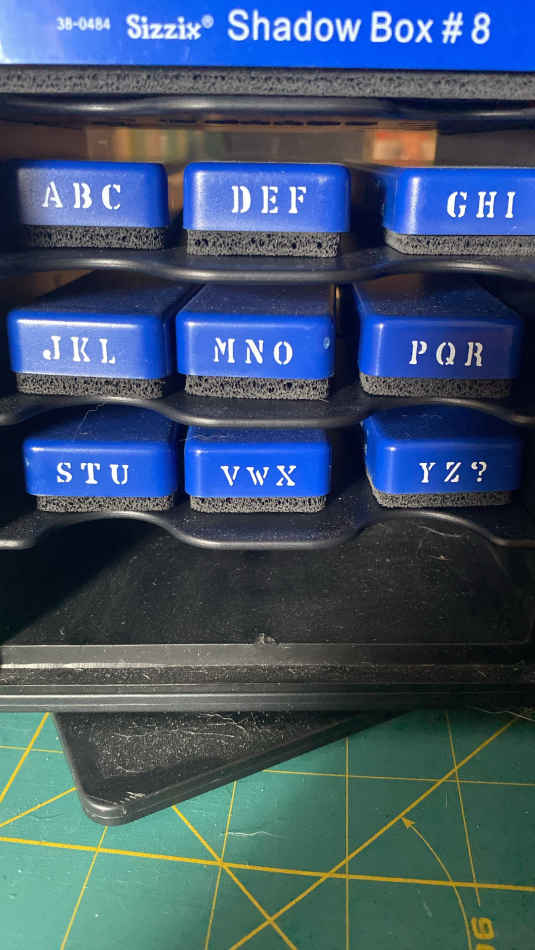 38-0484 Sizzix® Shadow Box # 8
ABC DEF GHI
JKL MNO PQR
STU VWX YZ?